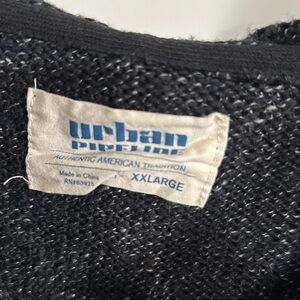 urban
PIPELINE
AUTHENTIC AMERICAN TRADITION
Made in China
XXLARGE